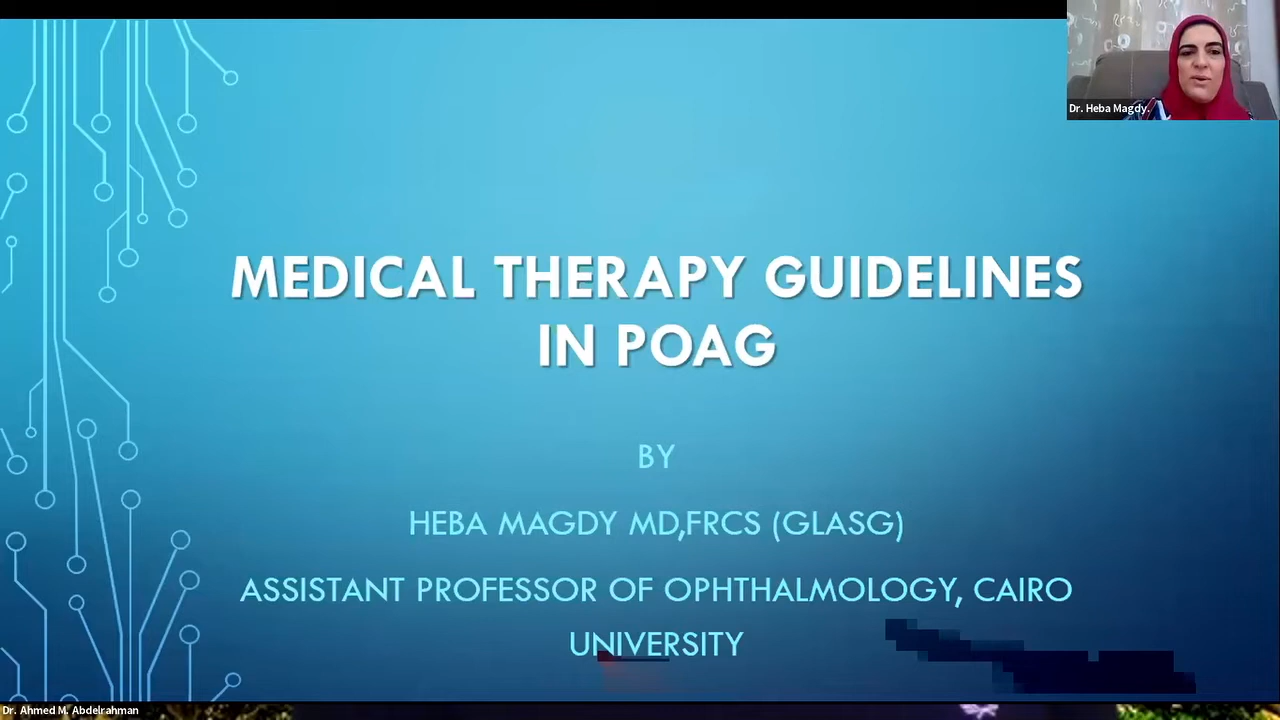 Dr. Heba Magdy.
MEDICAL THERAPY GUIDELINES
IN POAG
BY
HEBA MAGDY MD,FRCS (GLASG)
ASSISTANT PROFESSOR OF OPHTHALMOLOGY, CAIRO
UNIVERSITY
Dr. Ahmed M. Abdelrahman